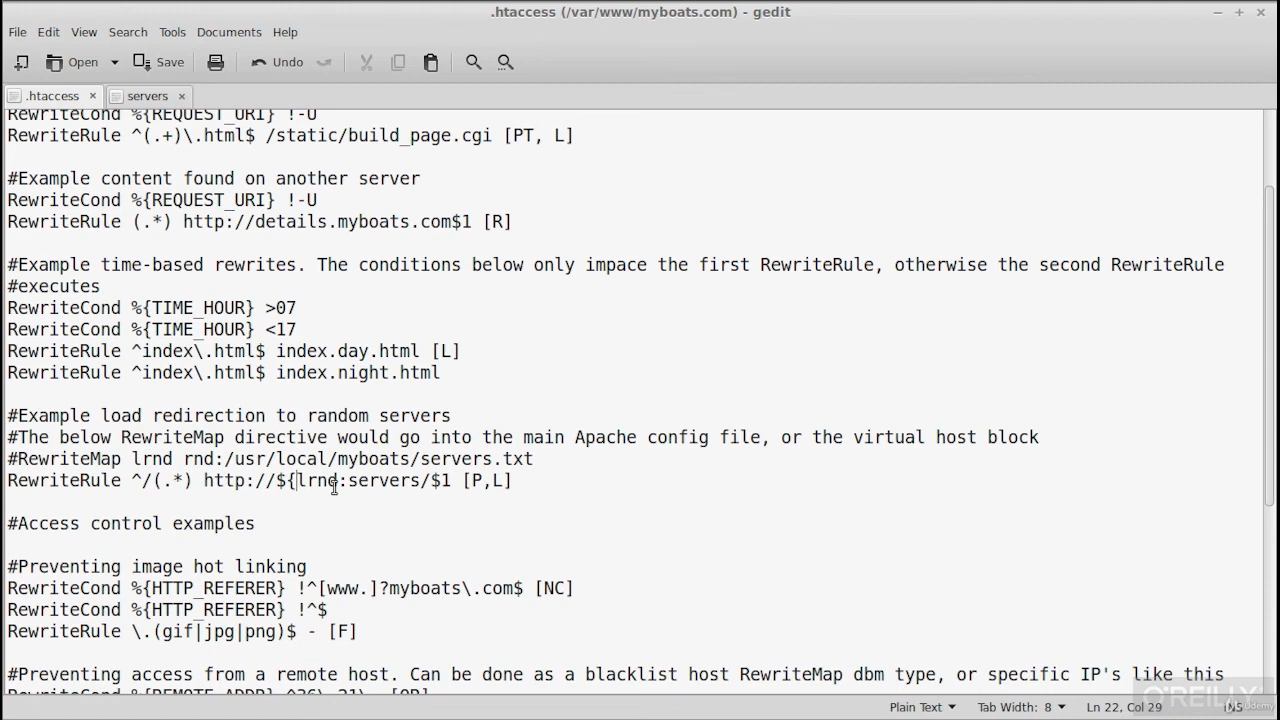 .htaccess (/var/www/myboats.com) - gedit
File Edit View Search Tools Documents Help
Open Save Undo
.htaccess × servers ×
RewriteCond %{REQUEST_URI} !-U
RewriteRule ^(.+)\.html$ /static/build_page.cgi [PT, L]
#Example content found on another server
RewriteCond %{REQUEST_URI} !-U
RewriteRule (.*) http://details.myboats.com$1 [R]
#Example time-based rewrites. The conditions below only impace the first RewriteRule, otherwise the second RewriteRule
#executes
RewriteCond %{TIME_HOUR} >07
RewriteCond %{TIME_HOUR} <17
RewriteRule ^index\.html$ index.day.html [L]
RewriteRule ^index\.html$ index.night.html
#Example load redirection to random servers
#The below RewriteMap directive would go into the main Apache config file, or the virtual host block
#RewriteMap lrnd rnd:/usr/local/myboats/servers.txt
RewriteRule ^/(.*) http://${lrnd:servers/$1 [P,L]
#Access control examples
#Preventing image hot linking
RewriteCond %{HTTP_REFERER} !^[www.]?myboats\.com$ [NC]
RewriteCond %{HTTP_REFERER} !^$
RewriteRule \.(gif|jpg|png)$ - [F]
#Preventing access from a remote host. Can be done as a blacklist host RewriteMap dbm type, or specific IP's like this
RewriteCond %{REMOTE_ADDR} ^36\.21\. [OR]
O'REILLY
Plain Text Tab Width: 8 Ln 22, Col 29 INS
Udemy